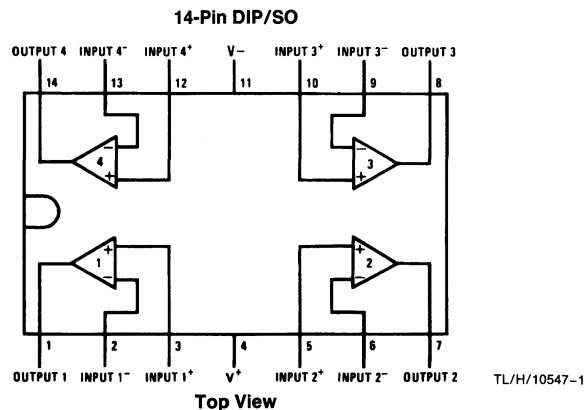 14-Pin DIP/SO
OUTPUT 4 INPUT 4⁻ INPUT 4⁺ V− INPUT 3⁺ INPUT 3⁻ OUTPUT 3
14 13 12 11 10 9 8
− −
4 3
+ +
+ +
1 2
− −
1 2 3 4 5 6 7
OUTPUT 1 INPUT 1⁻ INPUT 1⁺ V⁺ INPUT 2⁺ INPUT 2⁻ OUTPUT 2
TL/H/10547–1
Top View